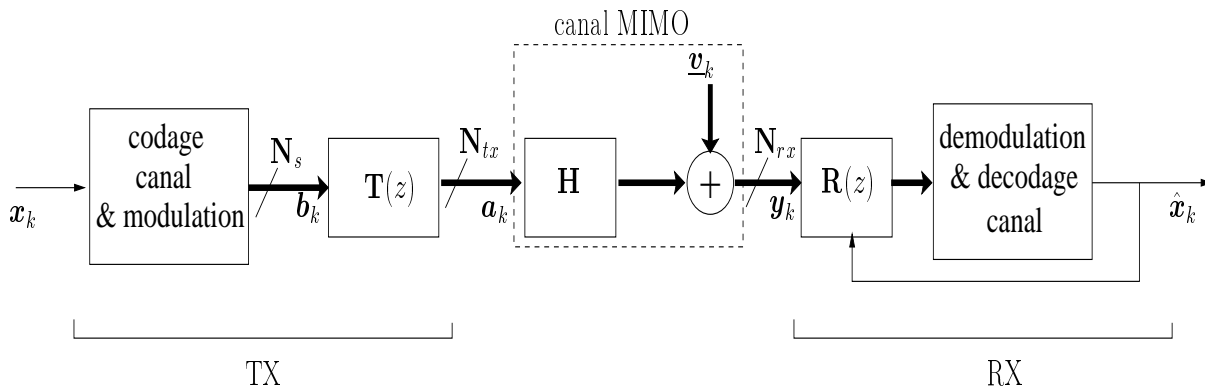 canal MIMO
v_k
codage
canal
& modulation
N_s
b_k
T(z)
N_tx
a_k
H
+
N_rx
y_k
R(z)
demodulation
& decodage
canal
x_k
x̂_k
TX
RX